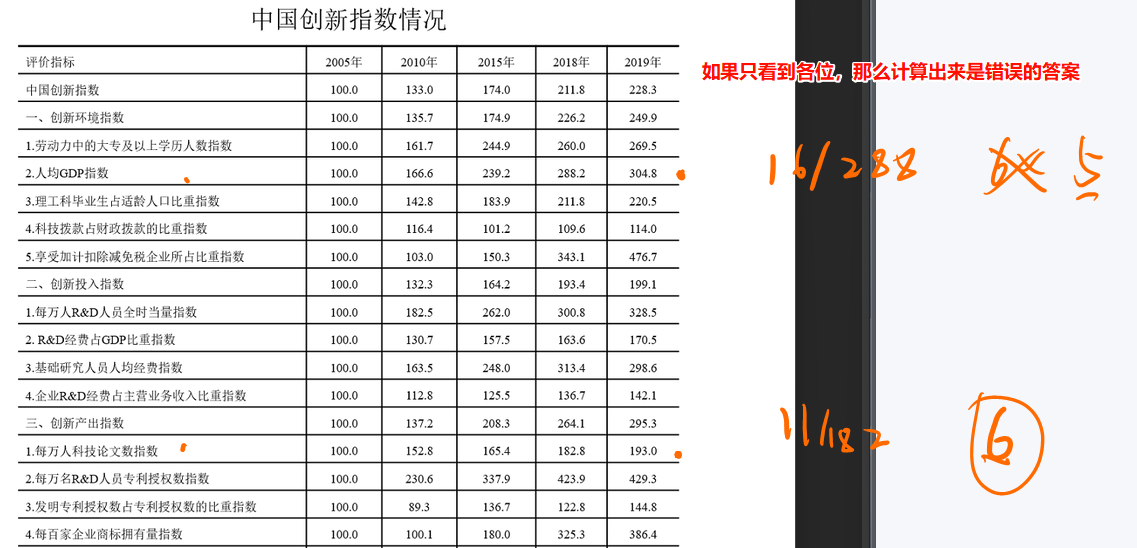 中国创新指数情况
评价指标 2005年 2010年 2015年 2018年 2019年
如果只看到各位，那么计算出来是错误的答案
中国创新指数 100.0 133.0 174.0 211.8 228.3
一、创新环境指数 100.0 135.7 174.9 226.2 249.9
1.劳动力中的大专及以上学历人数指数 100.0 161.7 244.9 260.0 269.5
2.人均GDP指数 100.0 166.6 239.2 288.2 304.8
16/288 5
3.理工科毕业生占适龄人口比重指数 100.0 142.8 183.9 211.8 220.5
4.科技拨款占财政拨款的比重指数 100.0 116.4 101.2 109.6 114.0
5.享受加计扣除减免税企业所占比重指数 100.0 103.0 150.3 343.1 476.7
二、创新投入指数 100.0 132.3 164.2 193.4 199.1
1.每万人R&D人员全时当量指数 100.0 182.5 262.0 300.8 328.5
2. R&D经费占GDP比重指数 100.0 130.7 157.5 163.6 170.5
3.基础研究人员人均经费指数 100.0 163.5 248.0 313.4 298.6
4.企业R&D经费占主营业务收入比重指数 100.0 112.8 125.5 136.7 142.1
三、创新产出指数 100.0 137.2 208.3 264.1 295.3
11/182 6
1.每万人科技论文数指数 100.0 152.8 165.4 182.8 193.0
2.每万名R&D人员专利授权数指数 100.0 230.6 337.9 423.9 429.3
3.发明专利授权数占专利授权数的比重指数 100.0 89.3 136.7 122.8 144.8
4.每百家企业商标拥有量指数 100.0 100.1 180.0 325.3 386.4